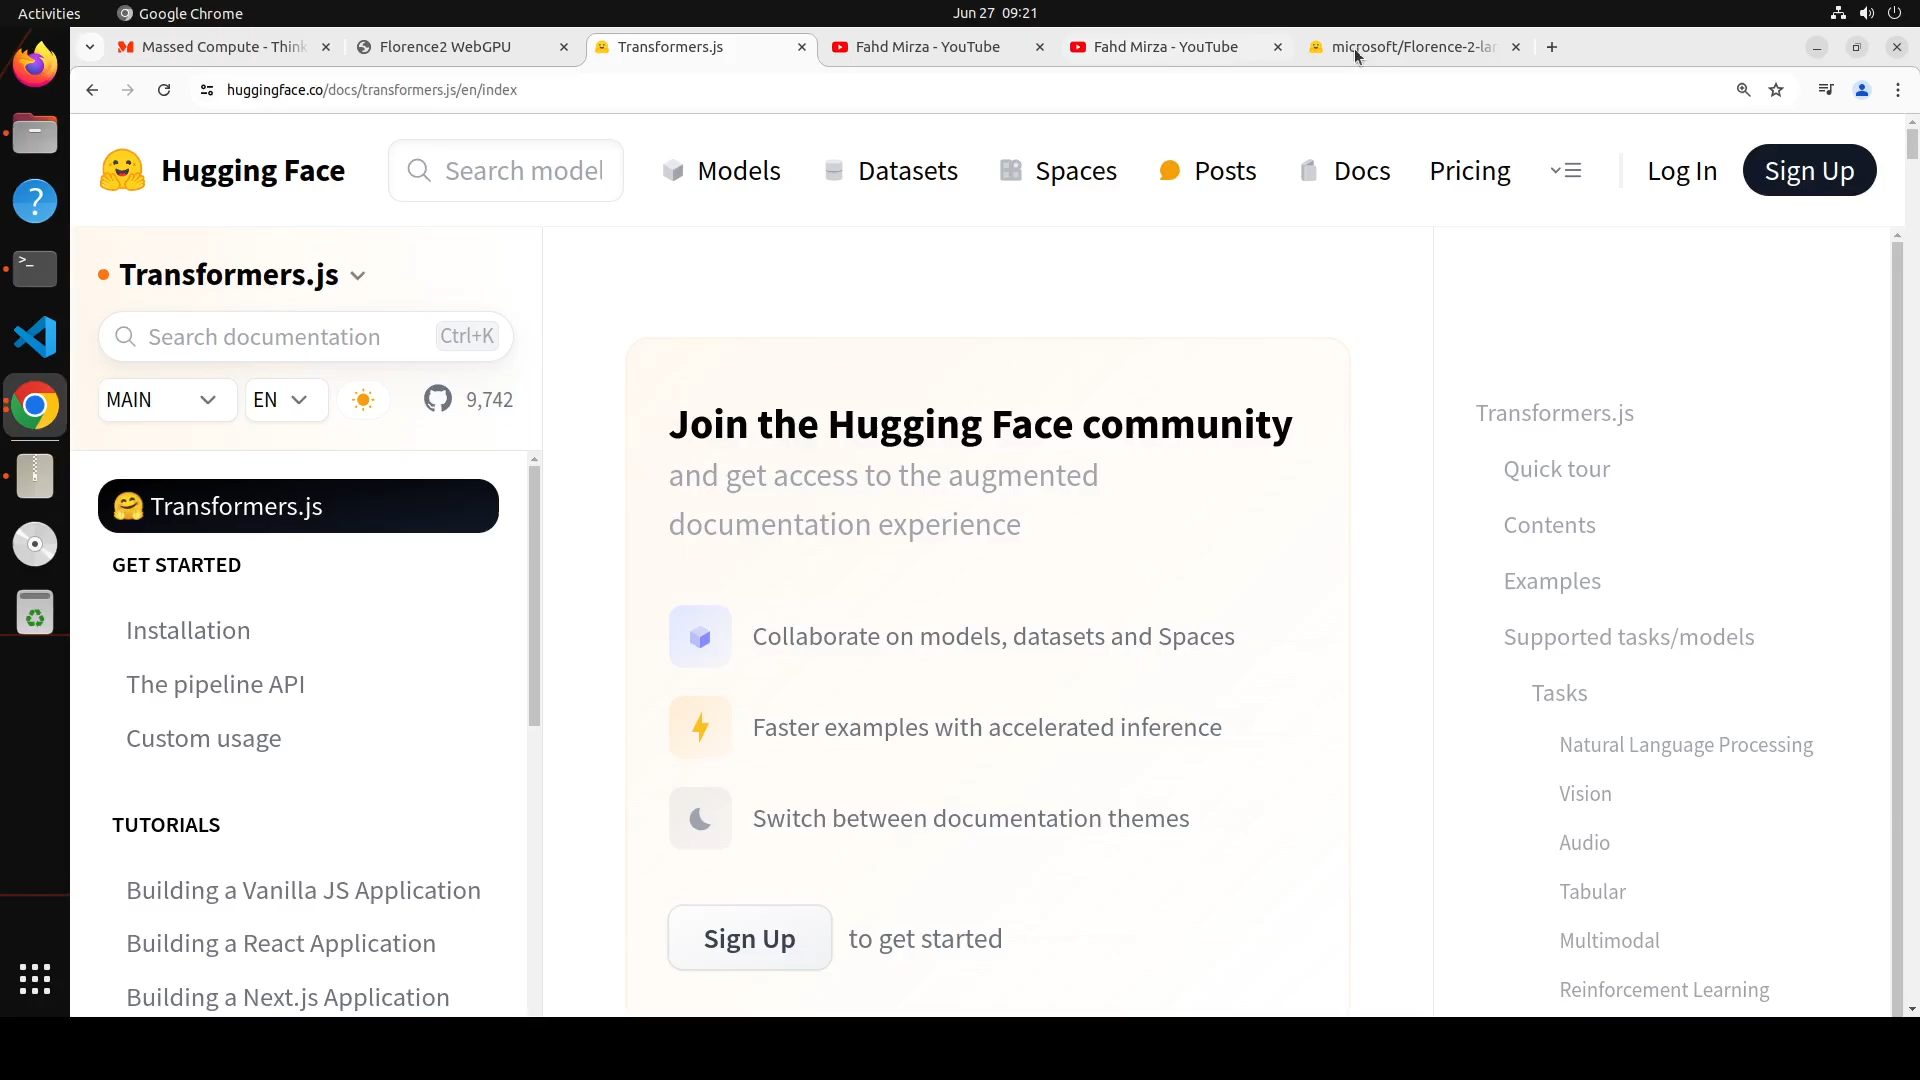 Activities
Google Chrome
Jun 27 09:21
Massed Compute - Think
Florence2 WebGPU
Transformers.js
Fahd Mirza - YouTube
Fahd Mirza - YouTube
microsoft/Florence-2-lar
huggingface.co/docs/transformers.js/en/index
Hugging Face
Search model
Models
Datasets
Spaces
Posts
Docs
Pricing
Log In
Sign Up
Transformers.js
Search documentation
Ctrl+K
MAIN
EN
9,742
Transformers.js
GET STARTED
Installation
The pipeline API
Custom usage
TUTORIALS
Building a Vanilla JS Application
Building a React Application
Building a Next.js Application
Join the Hugging Face community
and get access to the augmented
documentation experience
Collaborate on models, datasets and Spaces
Faster examples with accelerated inference
Switch between documentation themes
Sign Up
to get started
Transformers.js
Quick tour
Contents
Examples
Supported tasks/models
Tasks
Natural Language Processing
Vision
Audio
Tabular
Multimodal
Reinforcement Learning